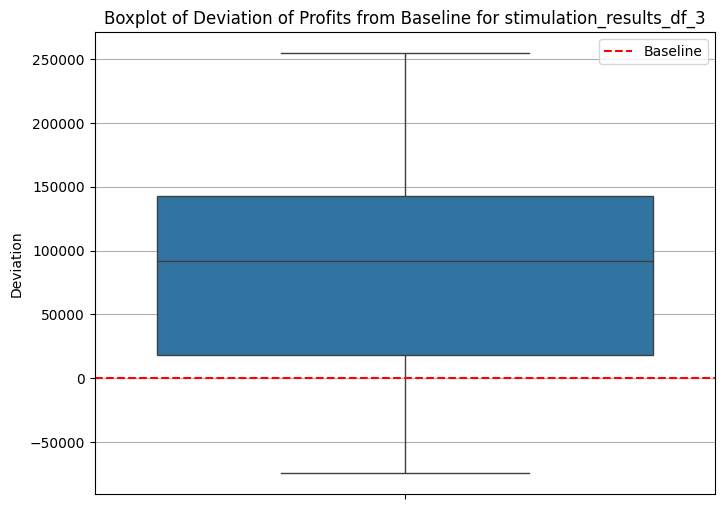 Boxplot of Deviation of Profits from Baseline for stimulation_results_df_3
Baseline
250000
200000
150000
100000
50000
0
−50000
Deviation